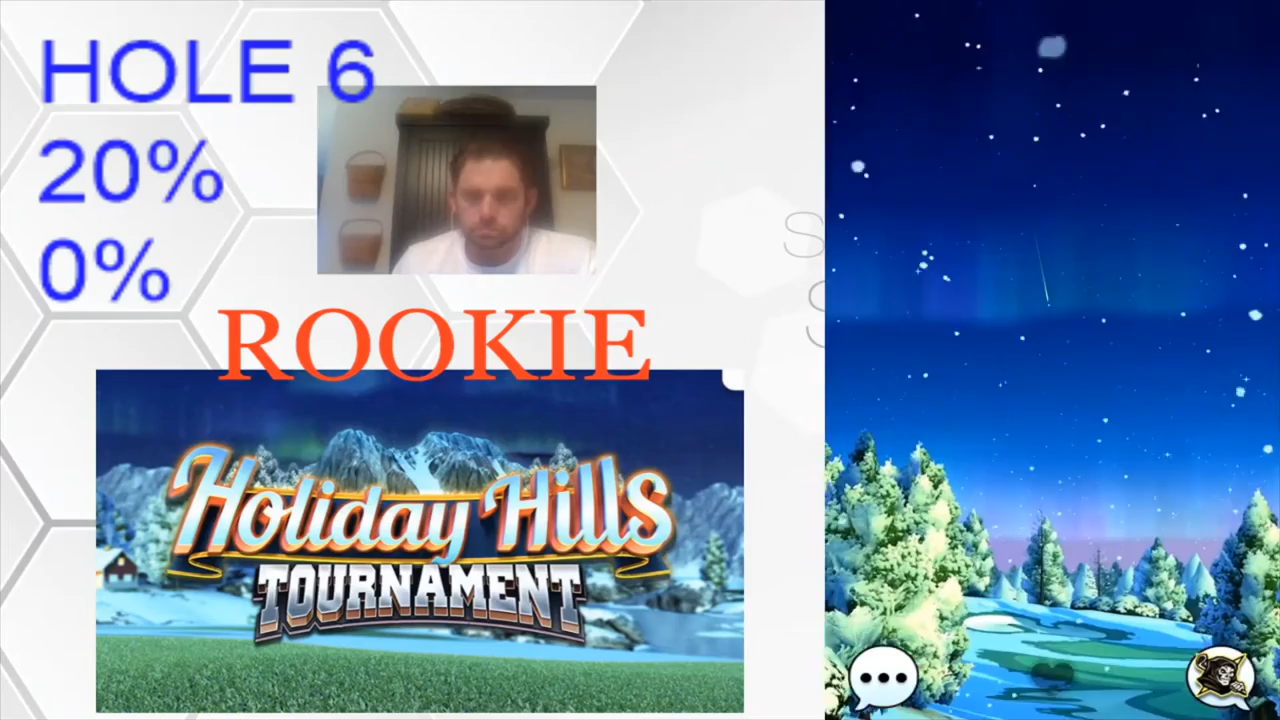 HOLE 6
20%
0%
ROOKIE
Holiday Hills
TOURNAMENT
S
S